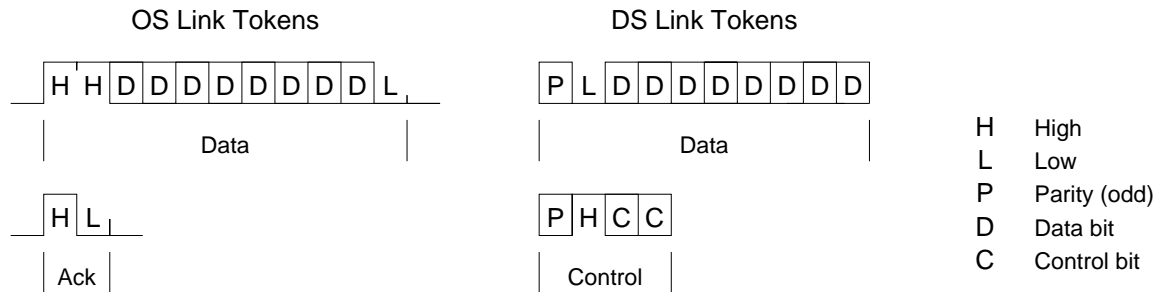 OS Link Tokens
DS Link Tokens
H H D D D D D D D D L
P L D D D D D D D D
Data
Data
H L
P H C C
Ack
Control
H High
L Low
P Parity (odd)
D Data bit
C Control bit